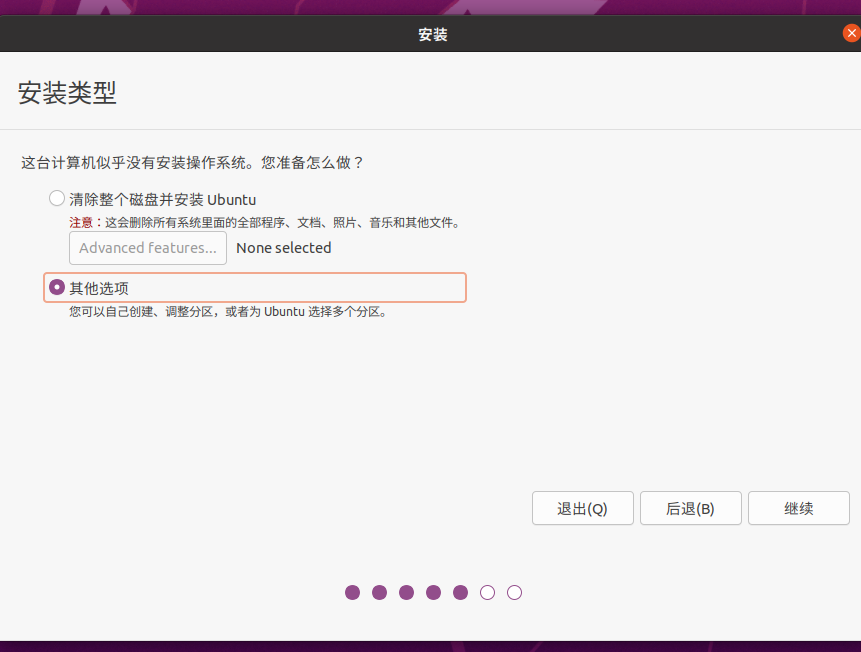 安装
安装类型
这台计算机似乎没有安装操作系统。您准备怎么做？
清除整个磁盘并安装 Ubuntu
注意：这会删除所有系统里面的全部程序、文档、照片、音乐和其他文件。
Advanced features... None selected
其他选项
您可以自己创建、调整分区，或者为 Ubuntu 选择多个分区。
退出(Q) 后退(B) 继续